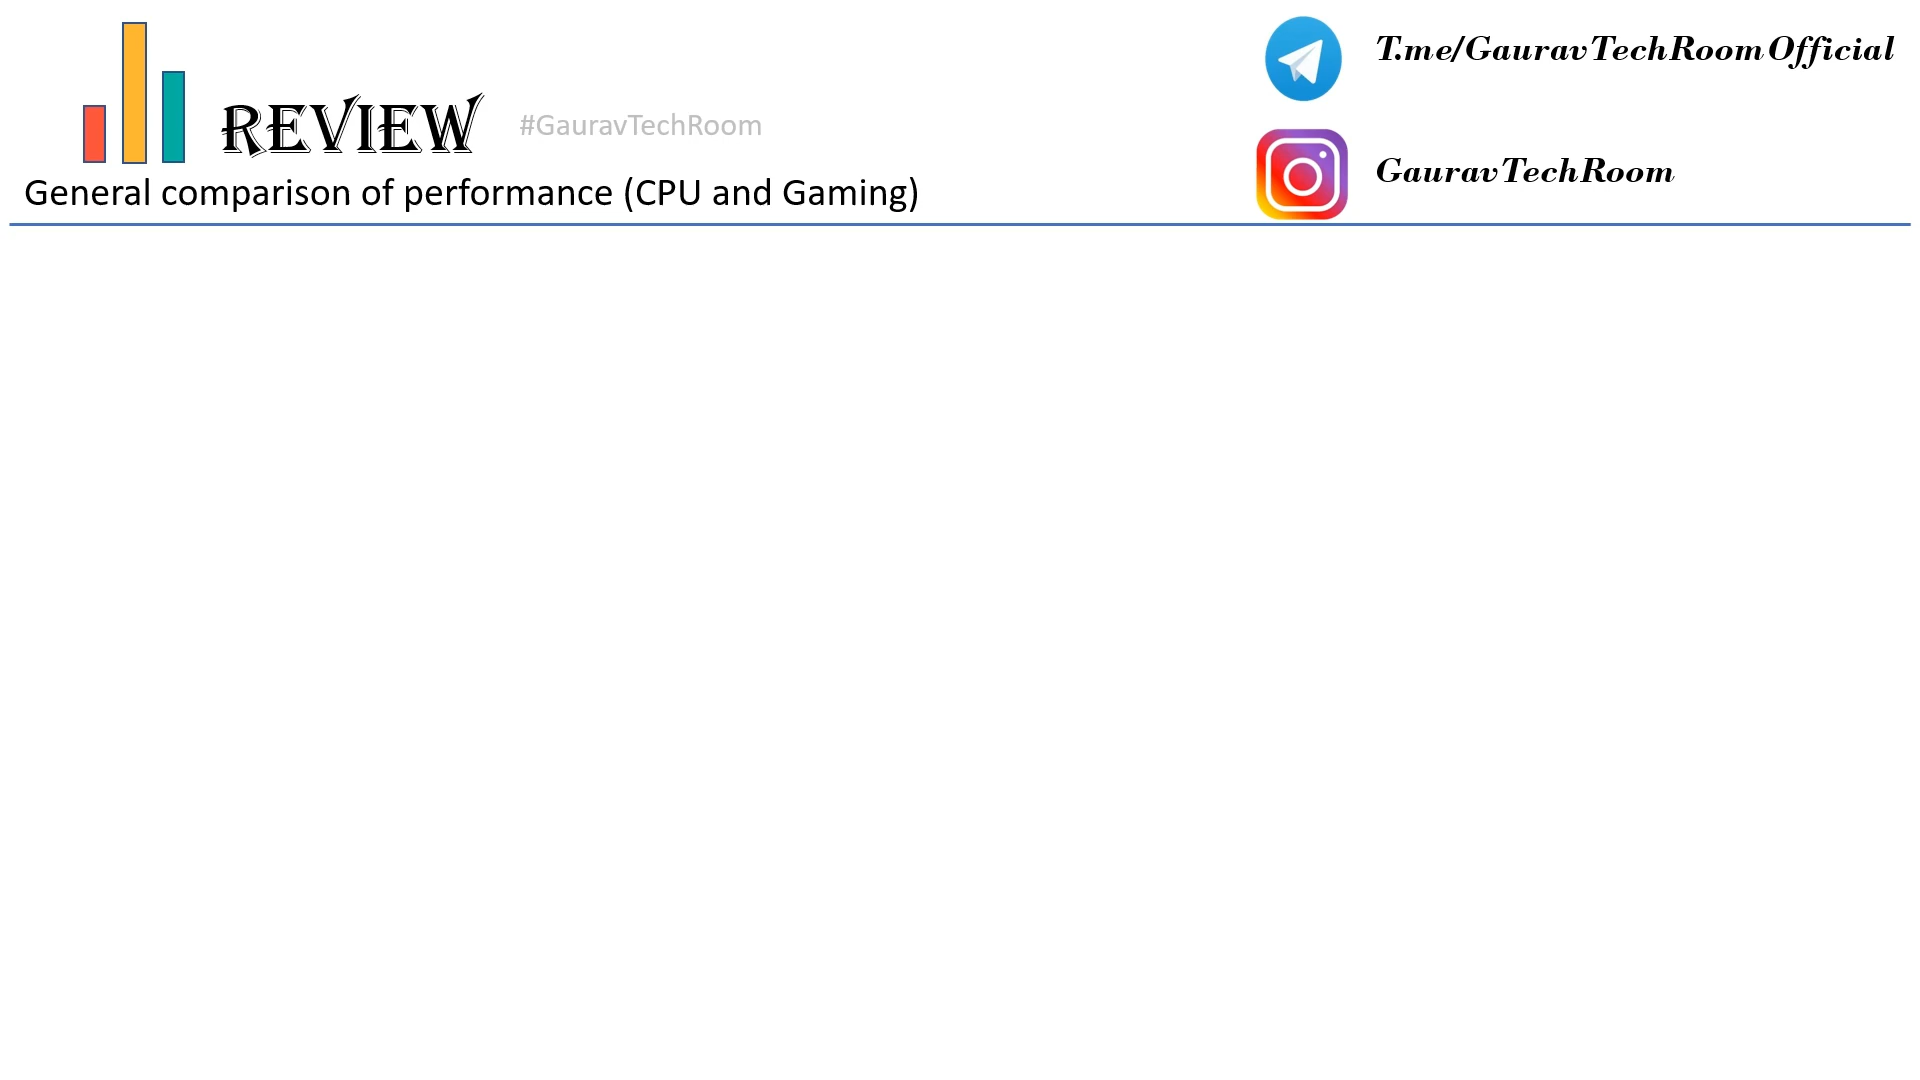 T.me/GauravTechRoomOfficial
REVIEW
#GauravTechRoom
GauravTechRoom
General comparison of performance (CPU and Gaming)